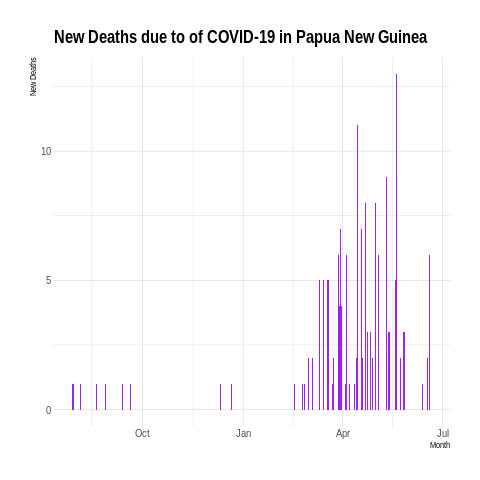 New Deaths due to of COVID-19 in Papua New Guinea
New Deaths
10
5
0
Oct Jan Apr Jul
Month